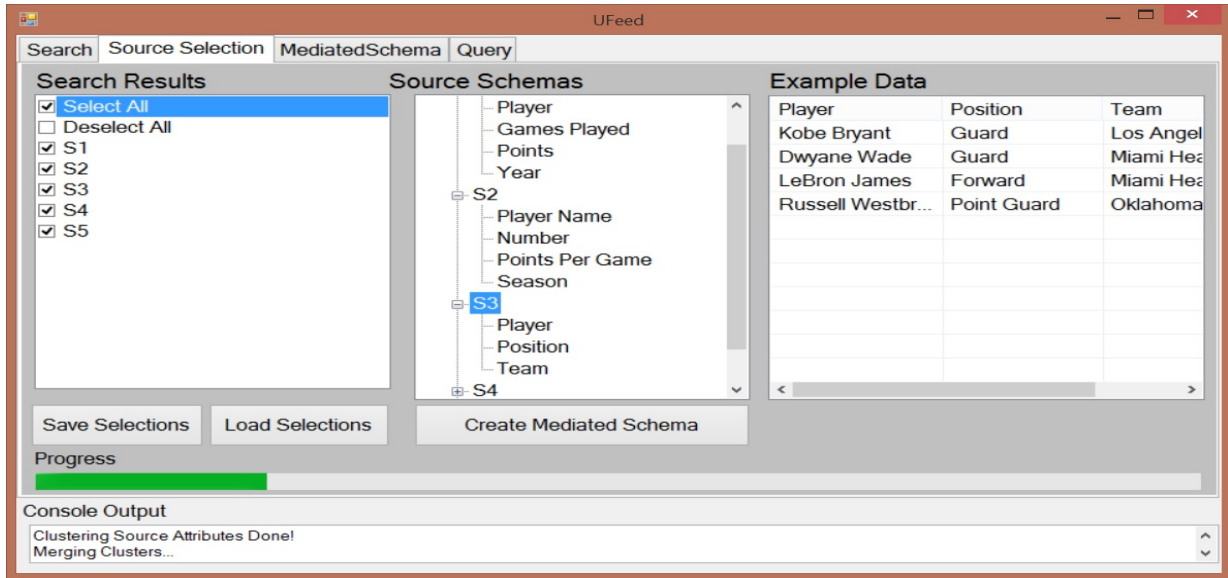 UFeed
Search Source Selection MediatedSchema Query
Search Results
Select All
Deselect All
S1
S2
S3
S4
S5
Save Selections Load Selections
Source Schemas
Player
Games Played
Points
Year
S2
Player Name
Number
Points Per Game
Season
S3
Player
Position
Team
S4
Create Mediated Schema
Example Data
Player Position Team
Kobe Bryant Guard Los Angel
Dwyane Wade Guard Miami Hea
LeBron James Forward Miami Hea
Russell Westbr... Point Guard Oklahoma
Progress
Console Output
Clustering Source Attributes Done!
Merging Clusters...